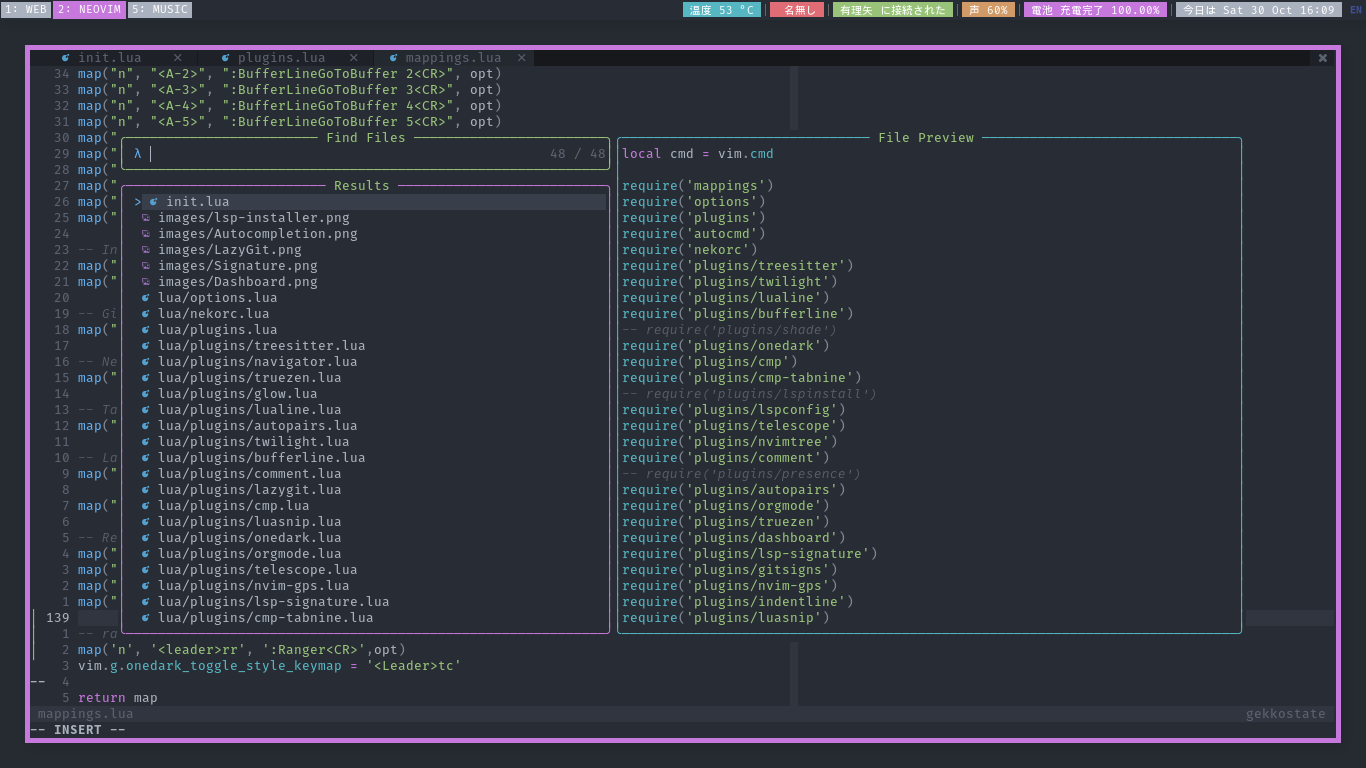 1: WEB 2: NEOVIM 5: MUSIC 温度 53 °C | 名無し | 有理矢 に接続された | 声 60% | 電池 充電完了 100.00% | 今日は Sat 30 Oct 16:09 EN
init.lua × plugins.lua × mappings.lua ×
34 map("n", "<A-2>", ":BufferLineGoToBuffer 2<CR>", opt)
33 map("n", "<A-3>", ":BufferLineGoToBuffer 3<CR>", opt)
32 map("n", "<A-4>", ":BufferLineGoToBuffer 4<CR>", opt)
31 map("n", "<A-5>", ":BufferLineGoToBuffer 5<CR>", opt)
30 map(" Find Files File Preview
29 map(" λ 48 / 48 local cmd = vim.cmd
28 map("
27 map(" Results require('mappings')
26 map(" > init.lua require('options')
25 map(" images/lsp-installer.png require('plugins')
24 images/Autocompletion.png require('autocmd')
23 -- In images/LazyGit.png require('nekorc')
22 map(" images/Signature.png require('plugins/treesitter')
21 map(" images/Dashboard.png require('plugins/twilight')
20 lua/options.lua require('plugins/lualine')
19 -- Gi lua/nekorc.lua require('plugins/bufferline')
18 map(" lua/plugins.lua -- require('plugins/shade')
17 lua/plugins/treesitter.lua require('plugins/onedark')
16 -- Ne lua/plugins/navigator.lua require('plugins/cmp')
15 map(" lua/plugins/truezen.lua require('plugins/cmp-tabnine')
14 lua/plugins/glow.lua -- require('plugins/lspinstall')
13 -- Ta lua/plugins/lualine.lua require('plugins/lspconfig')
12 map(" lua/plugins/autopairs.lua require('plugins/telescope')
11 lua/plugins/twilight.lua require('plugins/nvimtree')
10 -- La lua/plugins/bufferline.lua require('plugins/comment')
9 map(" lua/plugins/comment.lua -- require('plugins/presence')
8 lua/plugins/lazygit.lua require('plugins/autopairs')
7 map(" lua/plugins/cmp.lua require('plugins/orgmode')
6 lua/plugins/luasnip.lua require('plugins/truezen')
5 -- Re lua/plugins/onedark.lua require('plugins/dashboard')
4 map(" lua/plugins/orgmode.lua require('plugins/lsp-signature')
3 map(" lua/plugins/telescope.lua require('plugins/gitsigns')
2 map(" lua/plugins/nvim-gps.lua require('plugins/nvim-gps')
1 map(" lua/plugins/lsp-signature.lua require('plugins/indentline')
139 lua/plugins/cmp-tabnine.lua require('plugins/luasnip')
1 -- ra
2 map('n', '<leader>rr', ':Ranger<CR>',opt)
3 vim.g.onedark_toggle_style_keymap = '<Leader>tc'
-- 4
5 return map
mappings.lua gekkostate
-- INSERT --